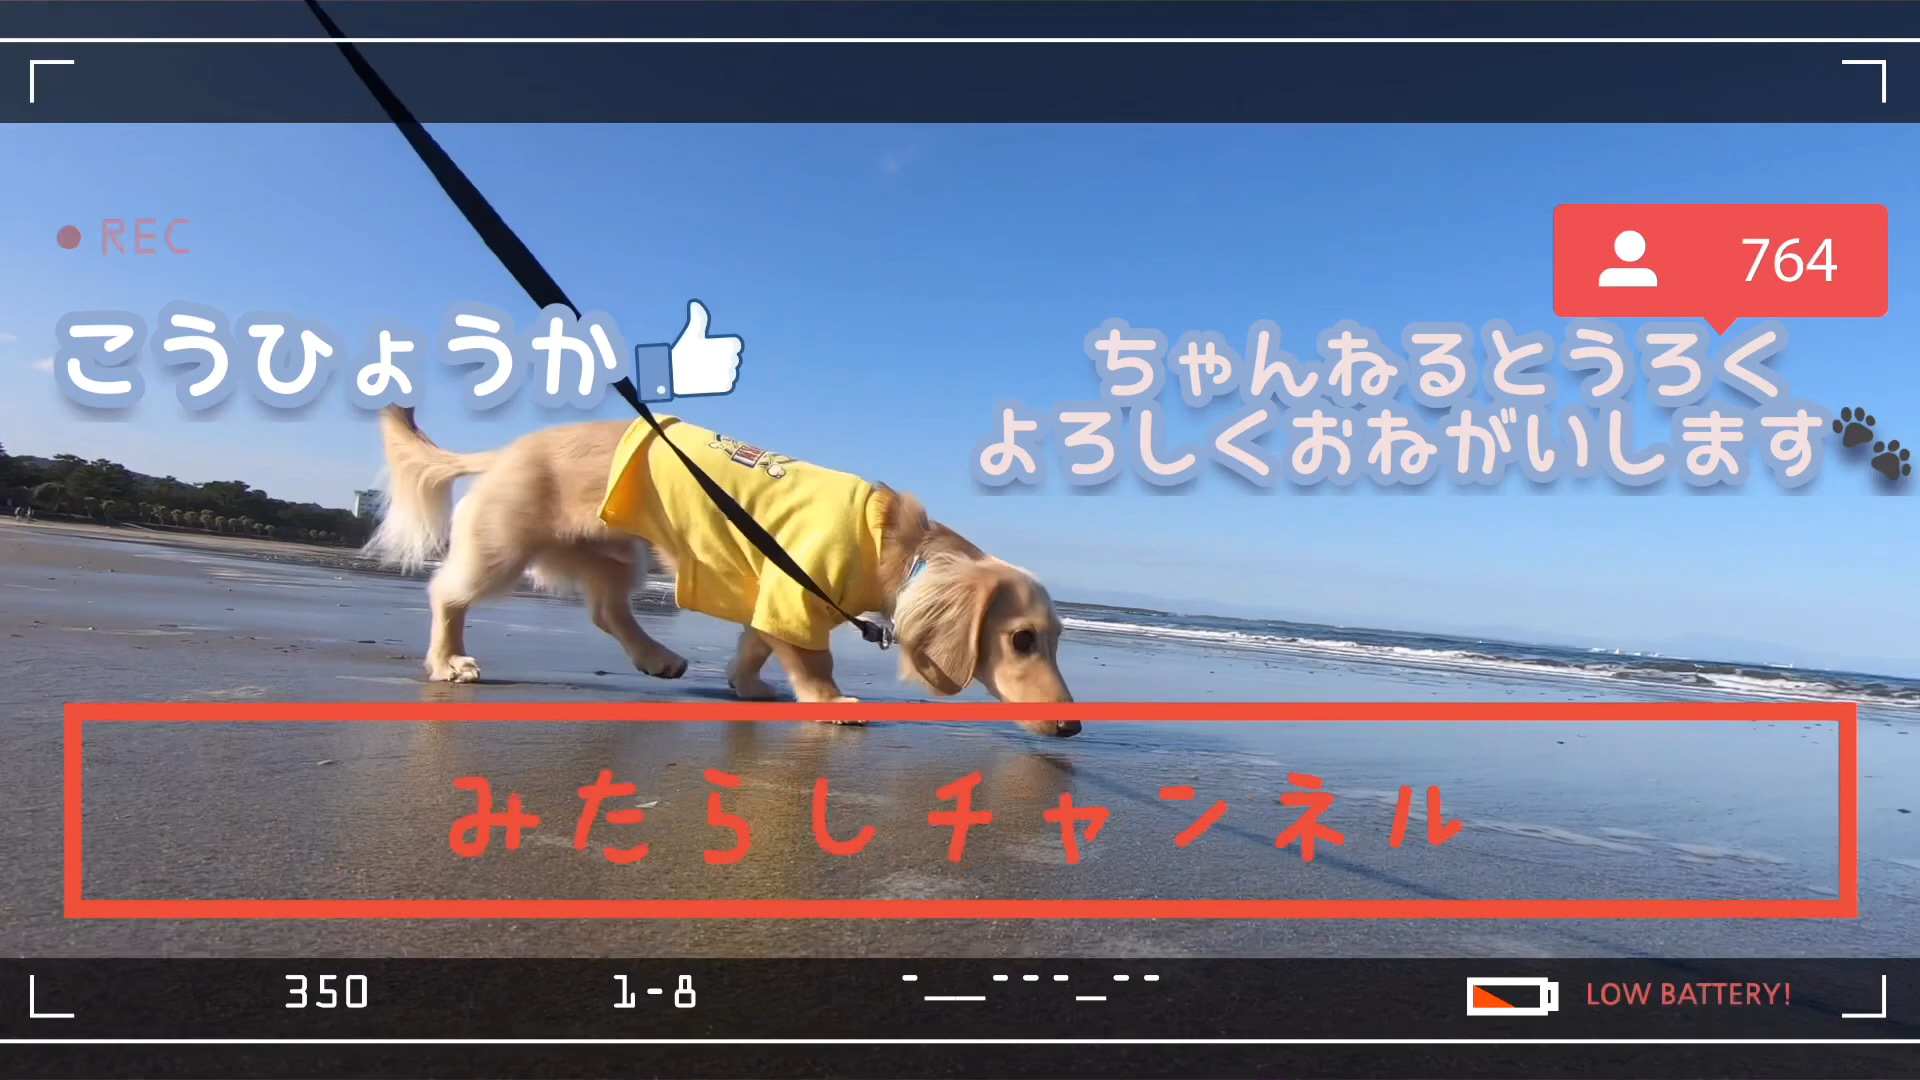 REC
764
こうひょうか
ちゃんねるとうろく
よろしくおねがいします
みたらしチャンネル
350
1-8
LOW BATTERY!